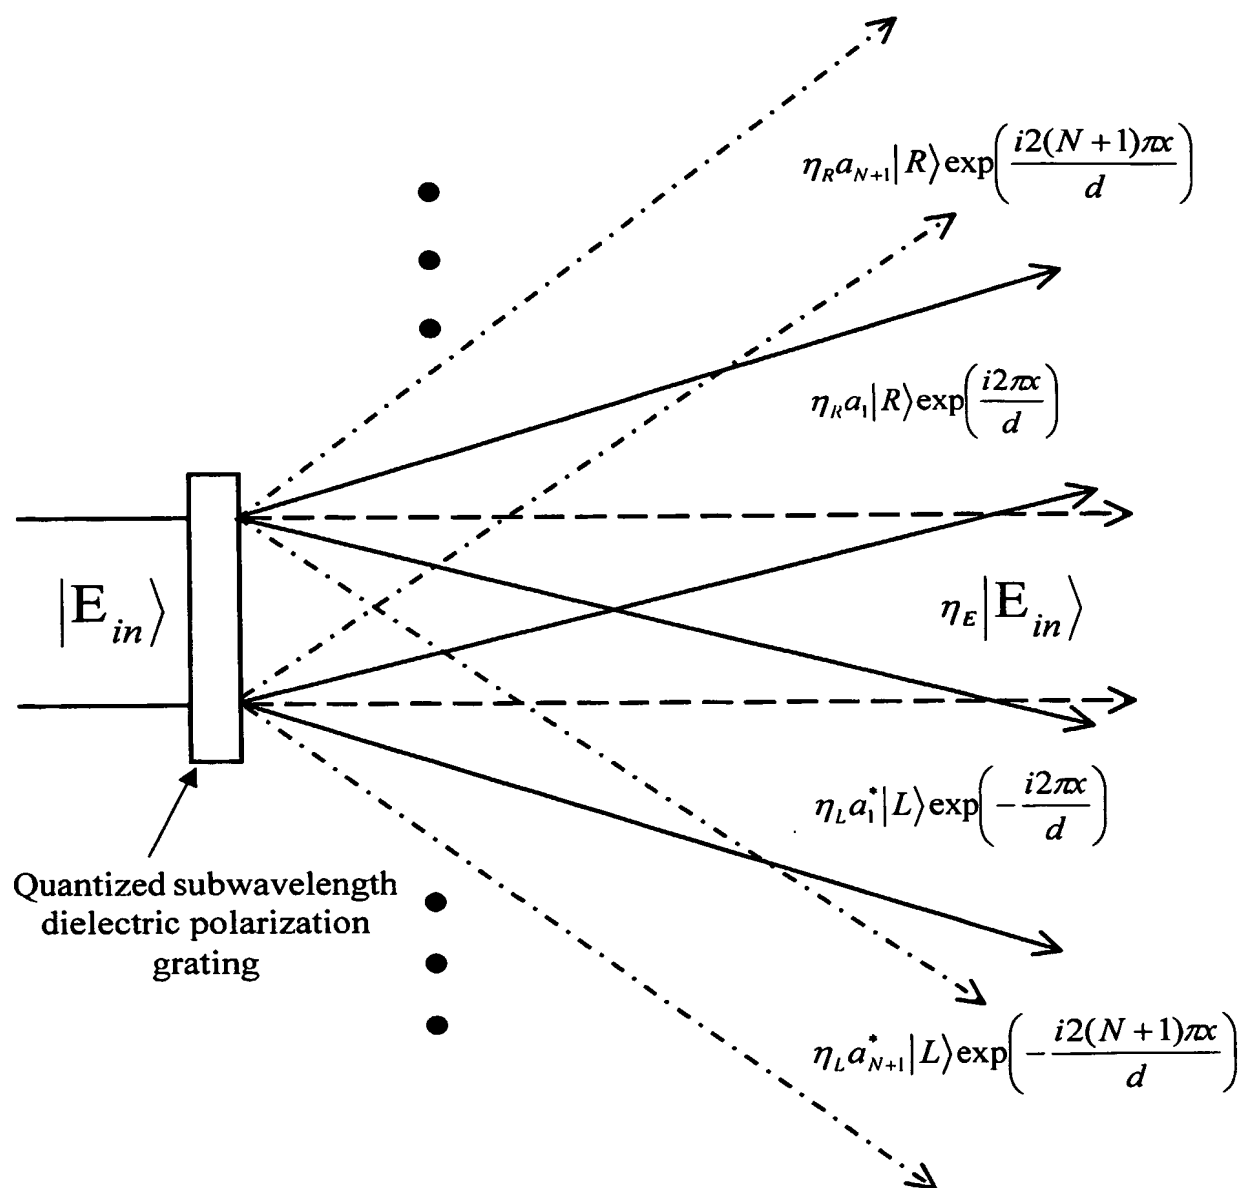 η_R a_{N+1}|R⟩ exp(i2(N+1)πx / d)
η_R a_1|R⟩ exp(i2πx / d)
|E_in⟩
η_E|E_in⟩
η_L a_1^*|L⟩ exp(−i2πx / d)
Quantized subwavelength
dielectric polarization
grating
η_L a_{N+1}^*|L⟩ exp(−i2(N+1)πx / d)